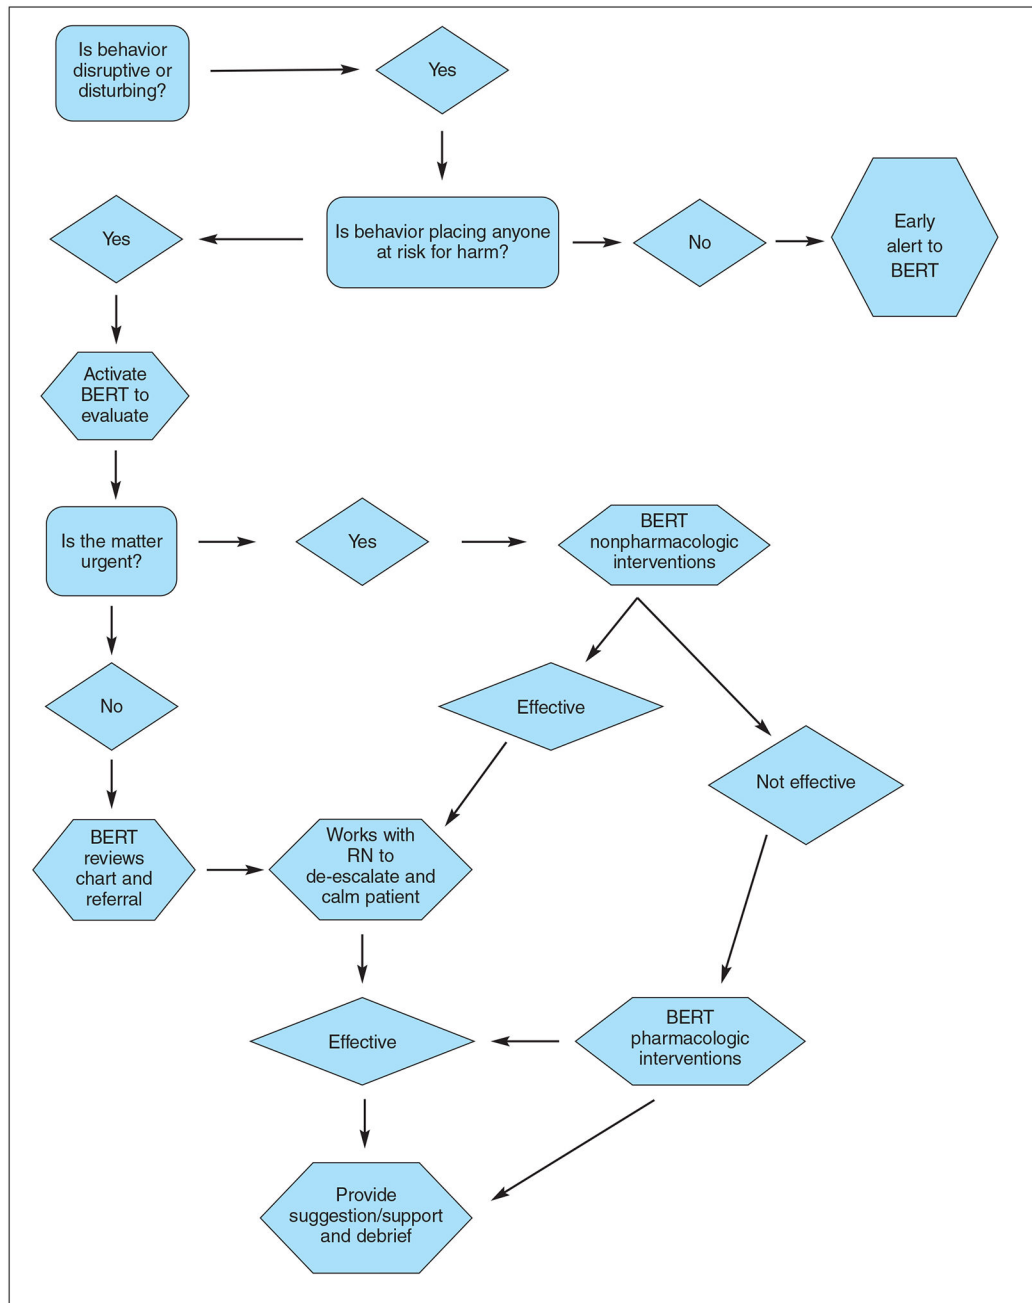 Is behavior
disruptive or
disturbing?
Yes
Yes
Is behavior placing anyone
at risk for harm?
No
Early
alert to
BERT
Activate
BERT to
evaluate
Is the matter
urgent?
Yes
BERT
nonpharmacologic
interventions
No
Effective
Not effective
BERT
reviews
chart and
referral
Works with
RN to
de-escalate and
calm patient
Effective
BERT
pharmacologic
interventions
Provide
suggestion/support
and debrief